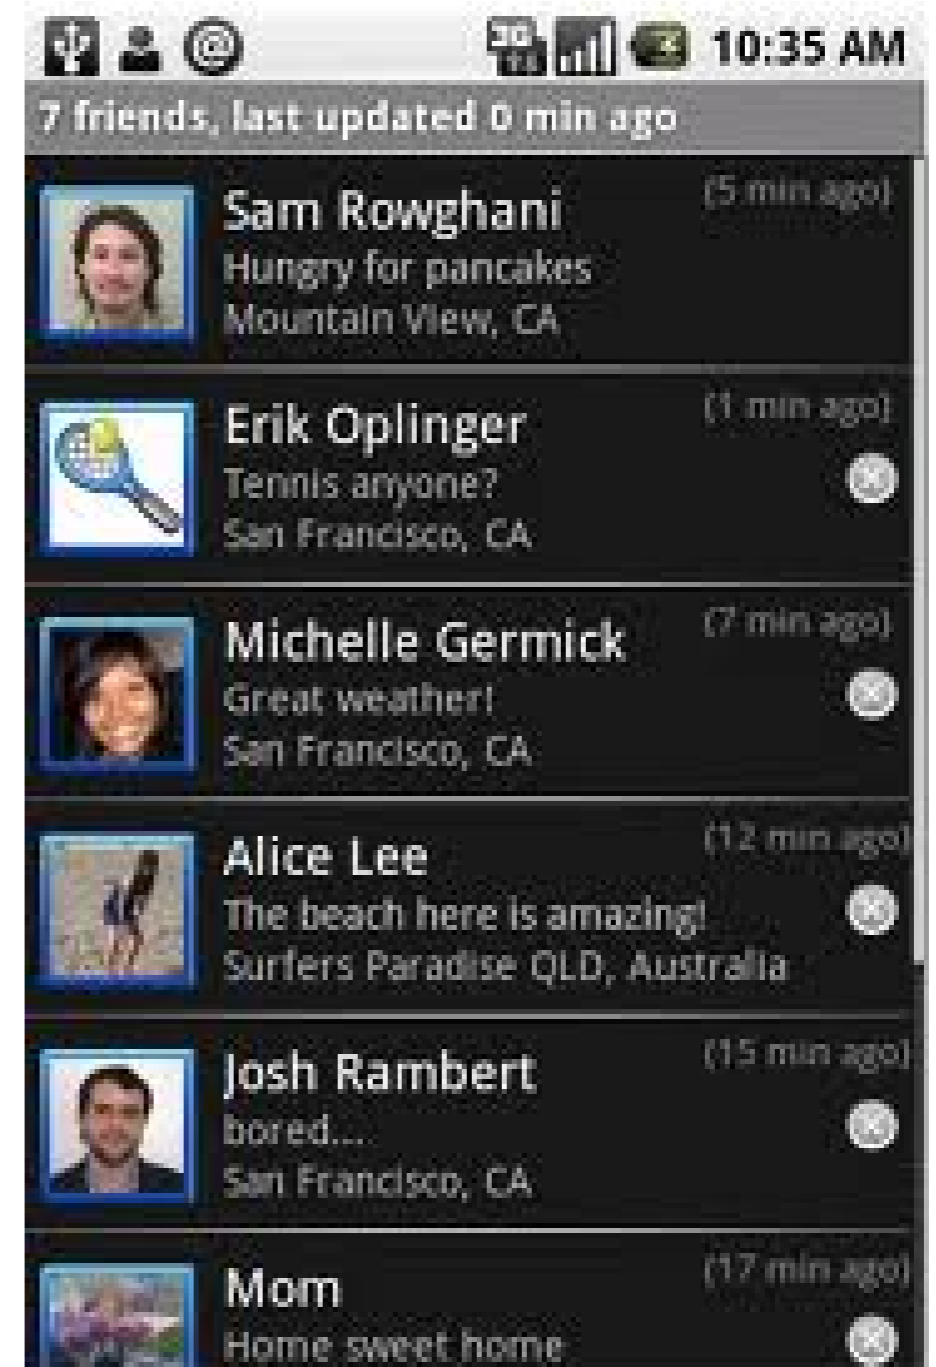 10:35 AM
7 friends, last updated 0 min ago
Sam Rowghani
(5 min ago)
Hungry for pancakes
Mountain View, CA
Erik Oplinger
(1 min ago)
Tennis anyone?
San Francisco, CA
Michelle Germick
(7 min ago)
Great weather!
San Francisco, CA
Alice Lee
(12 min ago)
The beach here is amazing!
Surfers Paradise QLD, Australia
Josh Rambert
(15 min ago)
bored...
San Francisco, CA
Mom
(17 min ago)
Home sweet home